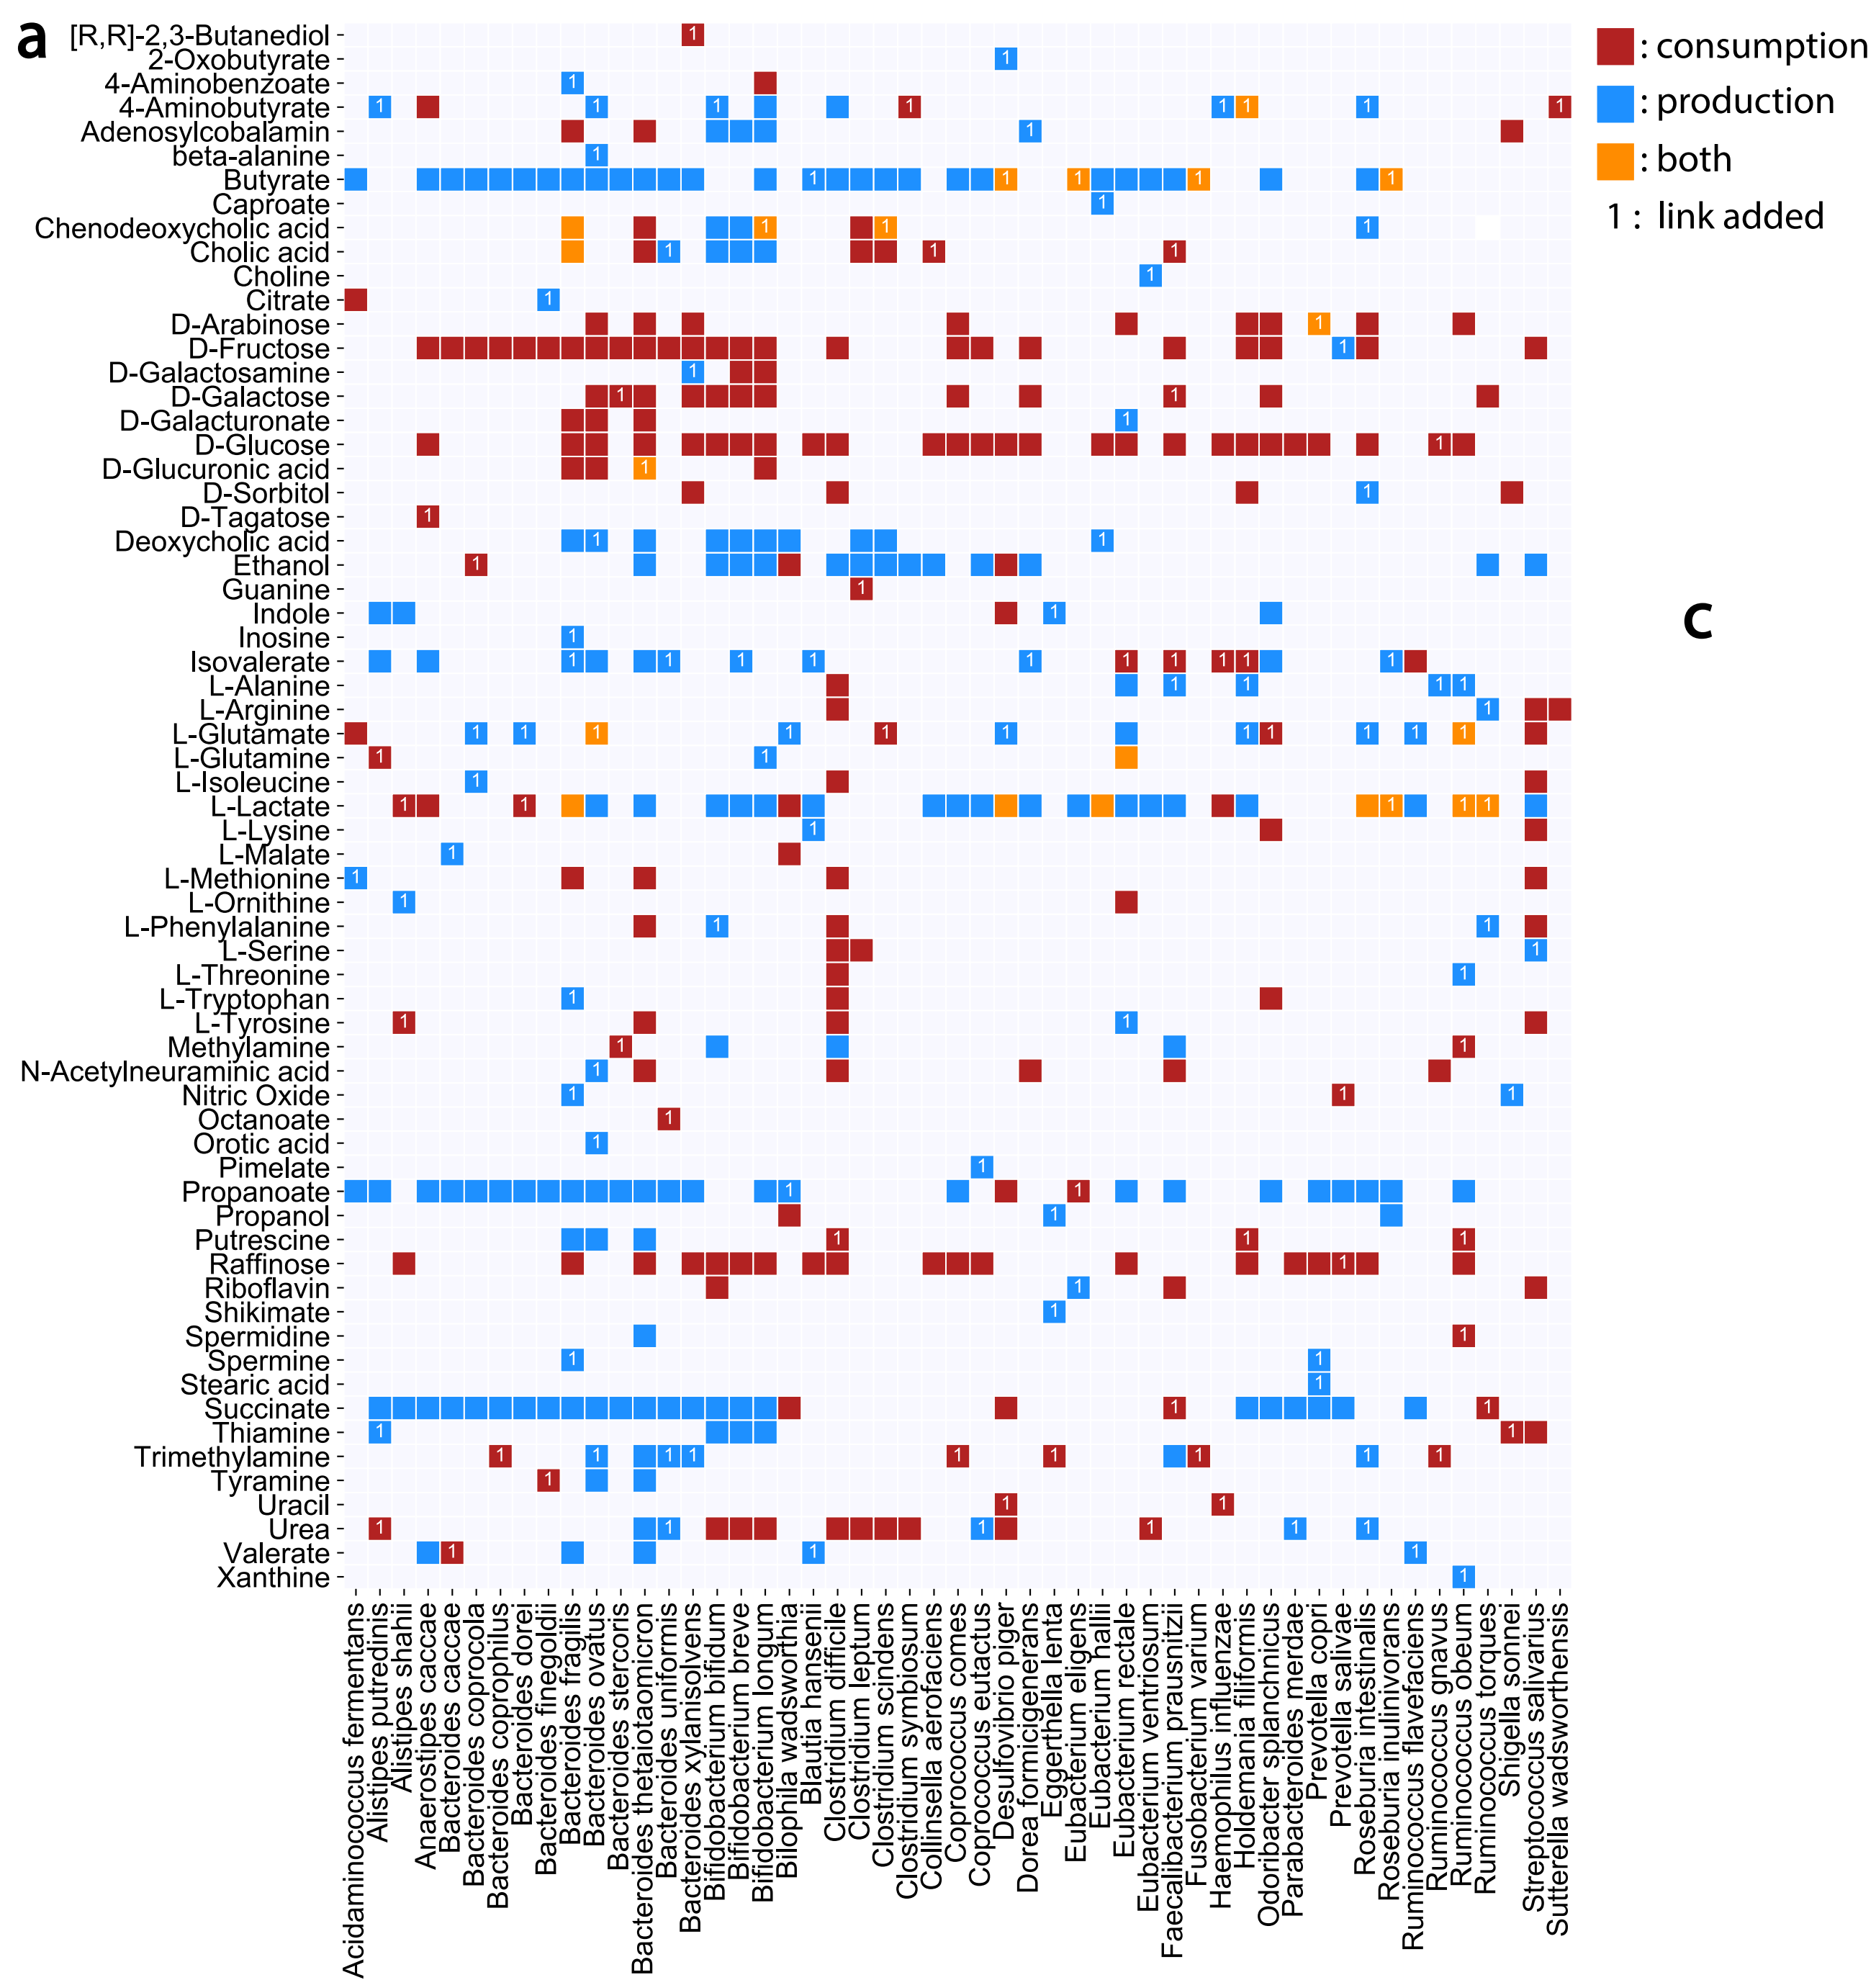 a
[R,R]-2,3-Butanediol
2-Oxobutyrate
4-Aminobenzoate
4-Aminobutyrate
Adenosylcobalamin
beta-alanine
Butyrate
Caproate
Chenodeoxycholic acid
Cholic acid
Choline
Citrate
D-Arabinose
D-Fructose
D-Galactosamine
D-Galactose
D-Galacturonate
D-Glucose
D-Glucuronic acid
D-Sorbitol
D-Tagatose
Deoxycholic acid
Ethanol
Guanine
Indole
Inosine
Isovalerate
L-Alanine
L-Arginine
L-Glutamate
L-Glutamine
L-Isoleucine
L-Lactate
L-Lysine
L-Malate
L-Methionine
L-Ornithine
L-Phenylalanine
L-Serine
L-Threonine
L-Tryptophan
L-Tyrosine
Methylamine
N-Acetylneuraminic acid
Nitric Oxide
Octanoate
Orotic acid
Pimelate
Propanoate
Propanol
Putrescine
Raffinose
Riboflavin
Shikimate
Spermidine
Spermine
Stearic acid
Succinate
Thiamine
Trimethylamine
Tyramine
Uracil
Urea
Valerate
Xanthine
Acidaminococcus fermentans
Alistipes putredinis
Alistipes shahii
Anaerostipes caccae
Bacteroides caccae
Bacteroides coprocola
Bacteroides coprophilus
Bacteroides dorei
Bacteroides finegoldii
Bacteroides fragilis
Bacteroides ovatus
Bacteroides stercoris
Bacteroides thetaiotaomicron
Bacteroides uniformis
Bacteroides xylanisolvens
Bifidobacterium bifidum
Bifidobacterium breve
Bifidobacterium longum
Bilophila wadsworthia
Blautia hansenii
Clostridium difficile
Clostridium leptum
Clostridium scindens
Clostridium symbiosum
Collinsella aerofaciens
Coprococcus comes
Coprococcus eutactus
Desulfovibrio piger
Dorea formicigenerans
Eggerthella lenta
Eubacterium eligens
Eubacterium hallii
Eubacterium rectale
Eubacterium ventriosum
Faecalibacterium prausnitzii
Fusobacterium varium
Haemophilus influenzae
Holdemania filiformis
Odoribacter splanchnicus
Parabacteroides merdae
Prevotella copri
Prevotella salivae
Roseburia intestinalis
Roseburia inulinivorans
Ruminococcus flavefaciens
Ruminococcus gnavus
Ruminococcus obeum
Ruminococcus torques
Shigella sonnei
Streptococcus salivarius
Sutterella wadsworthensis
: consumption
: production
: both
1 : link added
c